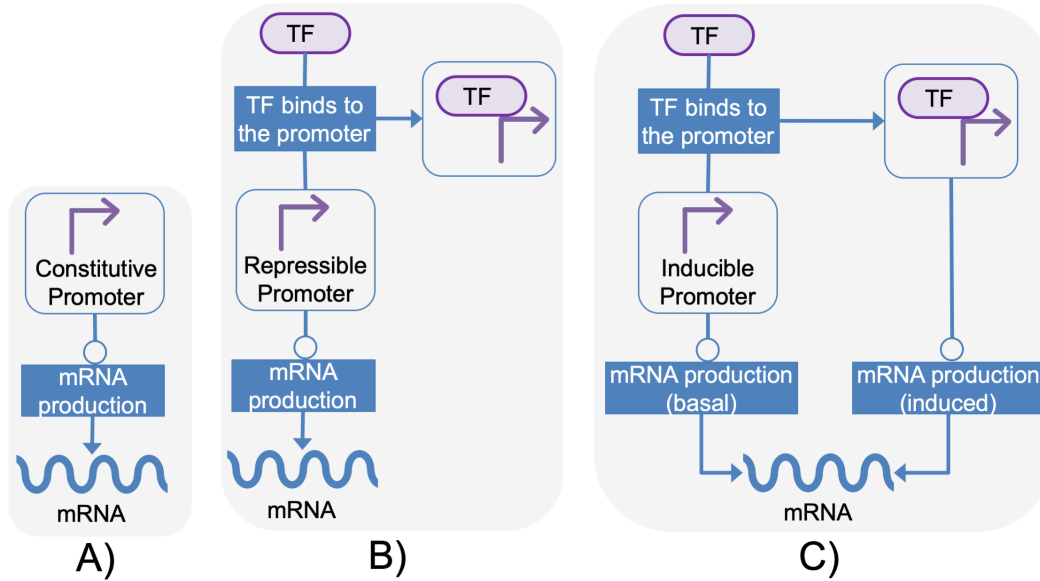 Constitutive
Promoter
mRNA
production
mRNA
A)
TF
TF binds to
the promoter
TF
Repressible
Promoter
mRNA
production
mRNA
B)
TF
TF binds to
the promoter
TF
Inducible
Promoter
mRNA production
(basal)
mRNA production
(induced)
mRNA
C)